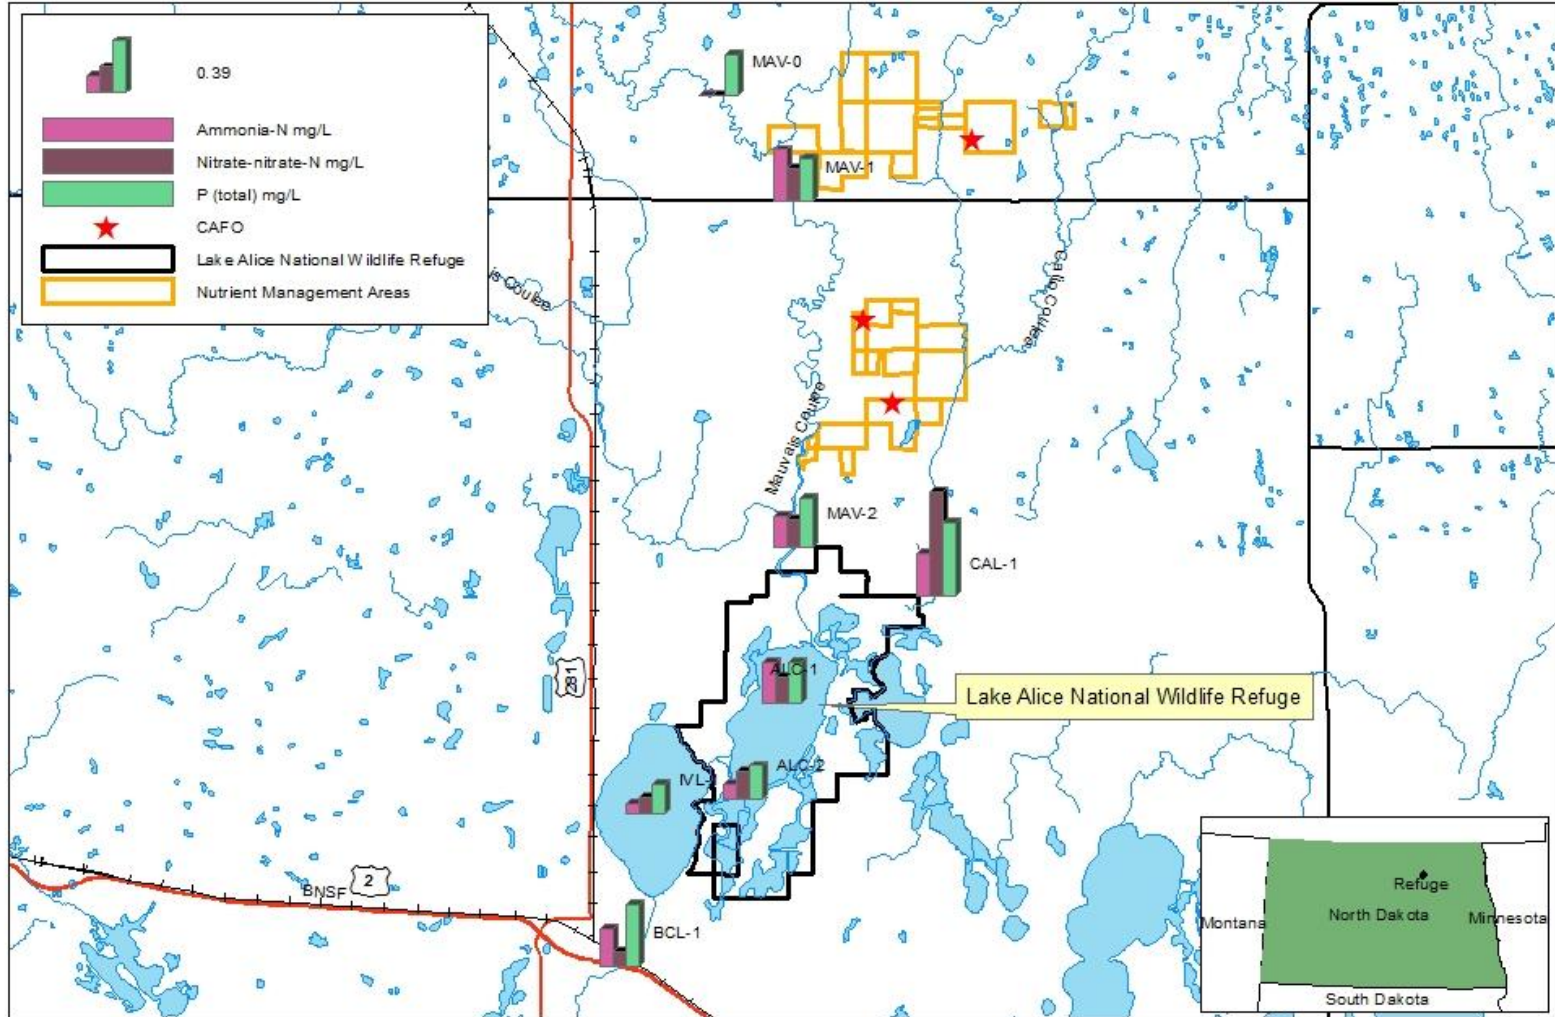 0.39
Ammonia-N mg/L
Nitrate-nitrate-N mg/L
P (total) mg/L
CAFO
Lake Alice National Wildlife Refuge
Nutrient Management Areas
MAV-0
MAV-1
is Coulee
Calio Coulee
Mauvais Coulee
MAV-2
CAL-1
281
ALC-1
Lake Alice National Wildlife Refuge
ALC-2
IVL-
BNSF
2
BCL-1
Refuge
Montana
North Dakota
Minnesota
South Dakota